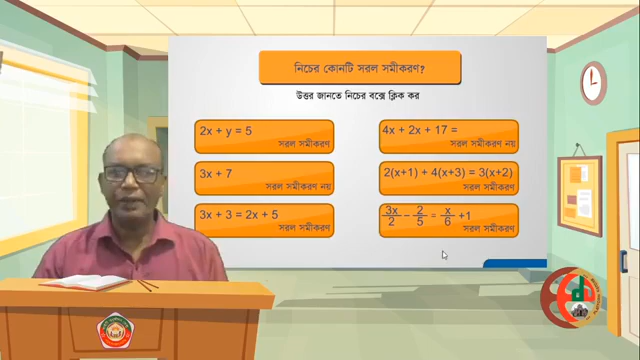 নিচের কোনটি সরল সমীকরণ?
উত্তর জানতে নিচের বক্সে ক্লিক কর
2x + y = 5
সরল সমীকরণ
3x + 7
সরল সমীকরণ নয়
3x + 3 = 2x + 5
সরল সমীকরণ
4x + 2x + 17 =
সরল সমীকরণ নয়
2(x+1) + 4(x+3) = 3(x+2)
সরল সমীকরণ
3x/2 − 2/5 = x/6 +1
সরল সমীকরণ